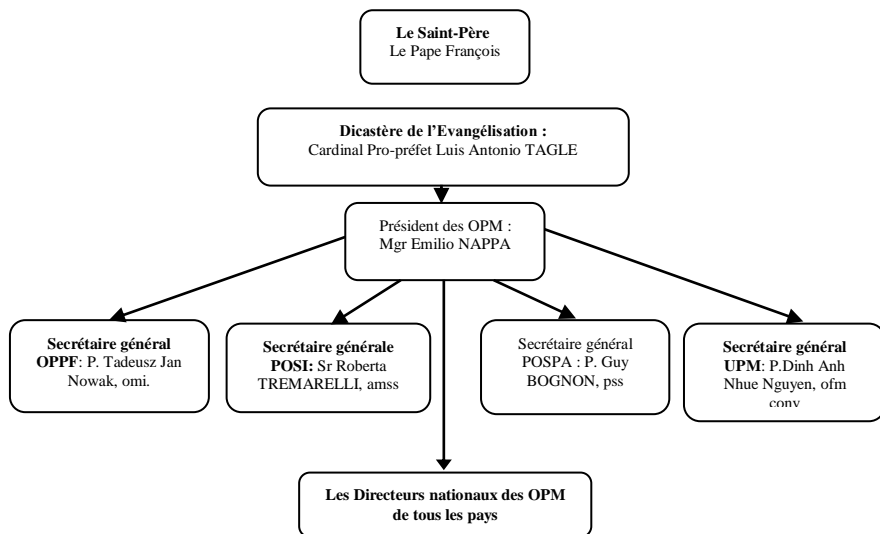 Le Saint-Père
Le Pape François
Dicastère de l’Evangélisation :
Cardinal Pro-préfet Luis Antonio TAGLE
Président des OPM :
Mgr Emilio NAPPA
Secrétaire général
OPPF: P. Tadeusz Jan
Nowak, omi.
Secrétaire générale
POSI: Sr Roberta
TREMARELLI, amss
Secrétaire général
POSPA : P. Guy
BOGNON, pss
Secrétaire général
UPM: P.Dinh Anh
Nhue Nguyen, ofm
conv
Les Directeurs nationaux des OPM
de tous les pays